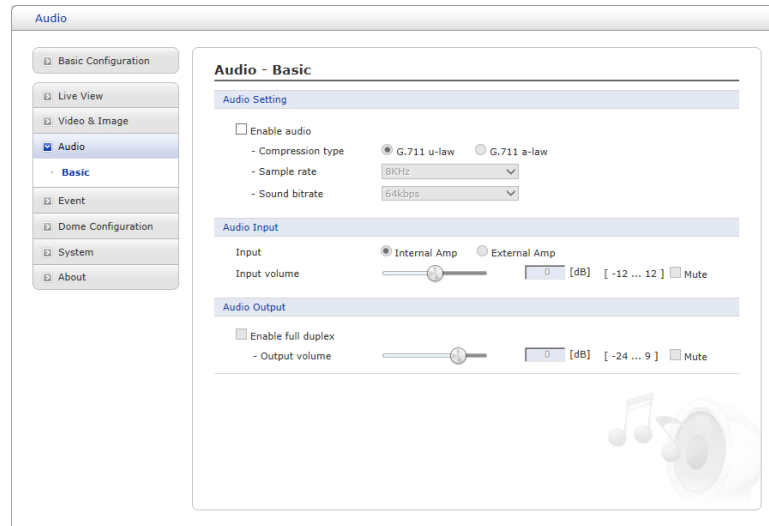 Audio
Basic Configuration
Live View
Video & Image
Audio
Basic
Event
Dome Configuration
System
About
Audio - Basic
Audio Setting
Enable audio
- Compression type G.711 u-law G.711 a-law
- Sample rate 8KHz
- Sound bitrate 64kbps
Audio Input
Input Internal Amp External Amp
Input volume 0 [dB] [ -12 ... 12 ] Mute
Audio Output
Enable full duplex
- Output volume 0 [dB] [ -24 ... 9 ] Mute